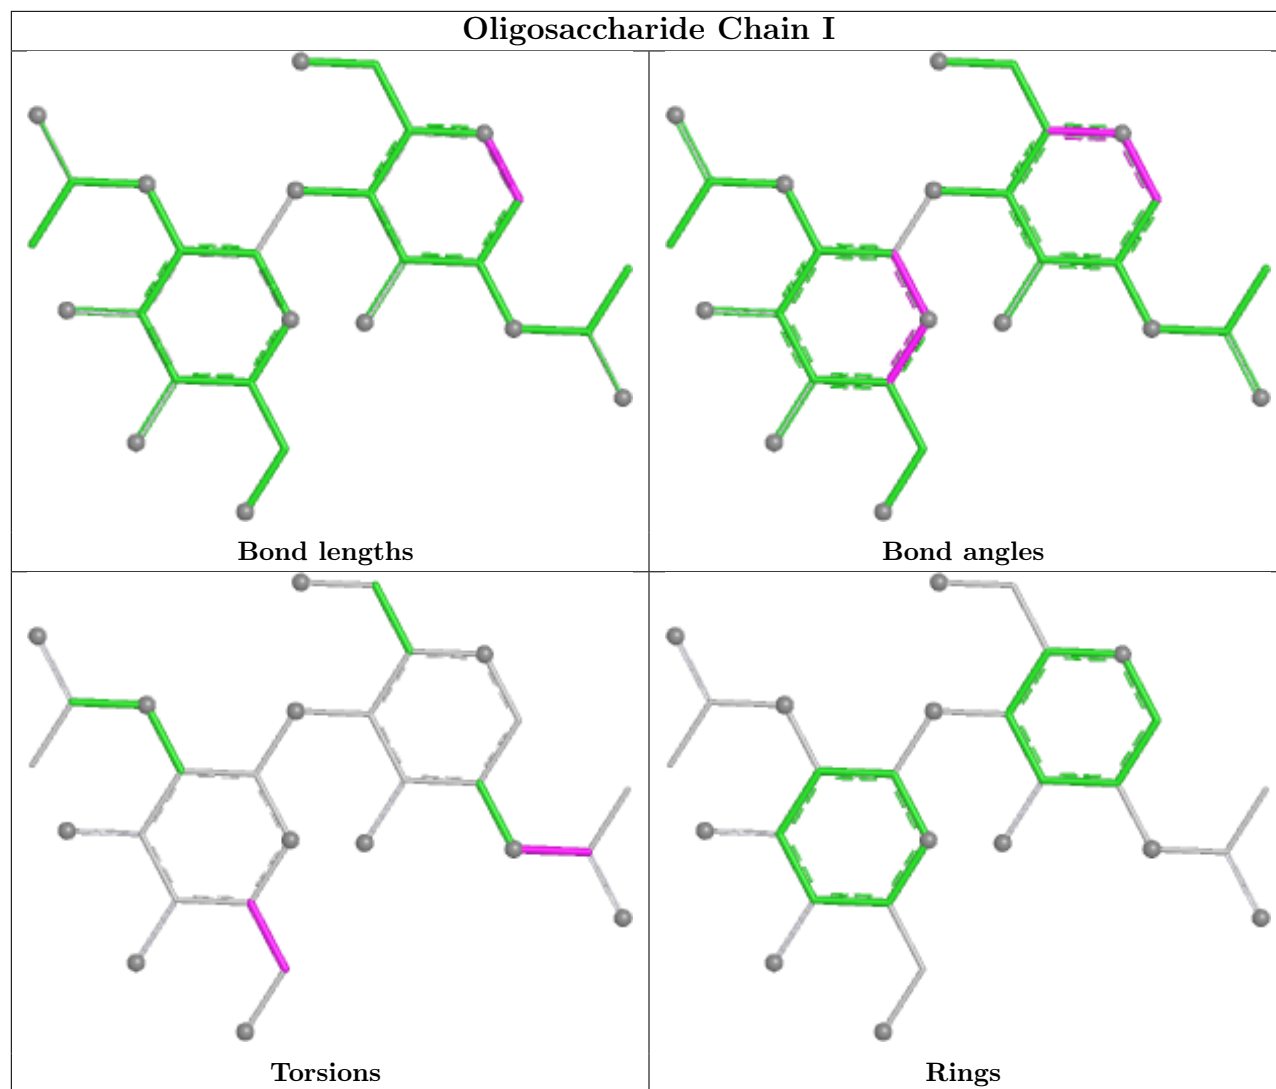 Oligosaccharide Chain I
Bond lengths
Bond angles
Torsions
Rings